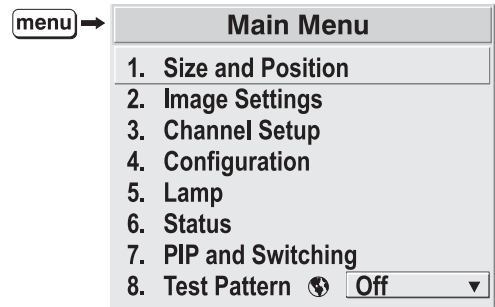 menu
Main Menu
1. Size and Position
2. Image Settings
3. Channel Setup
4. Configuration
5. Lamp
6. Status
7. PIP and Switching
8. Test Pattern Off